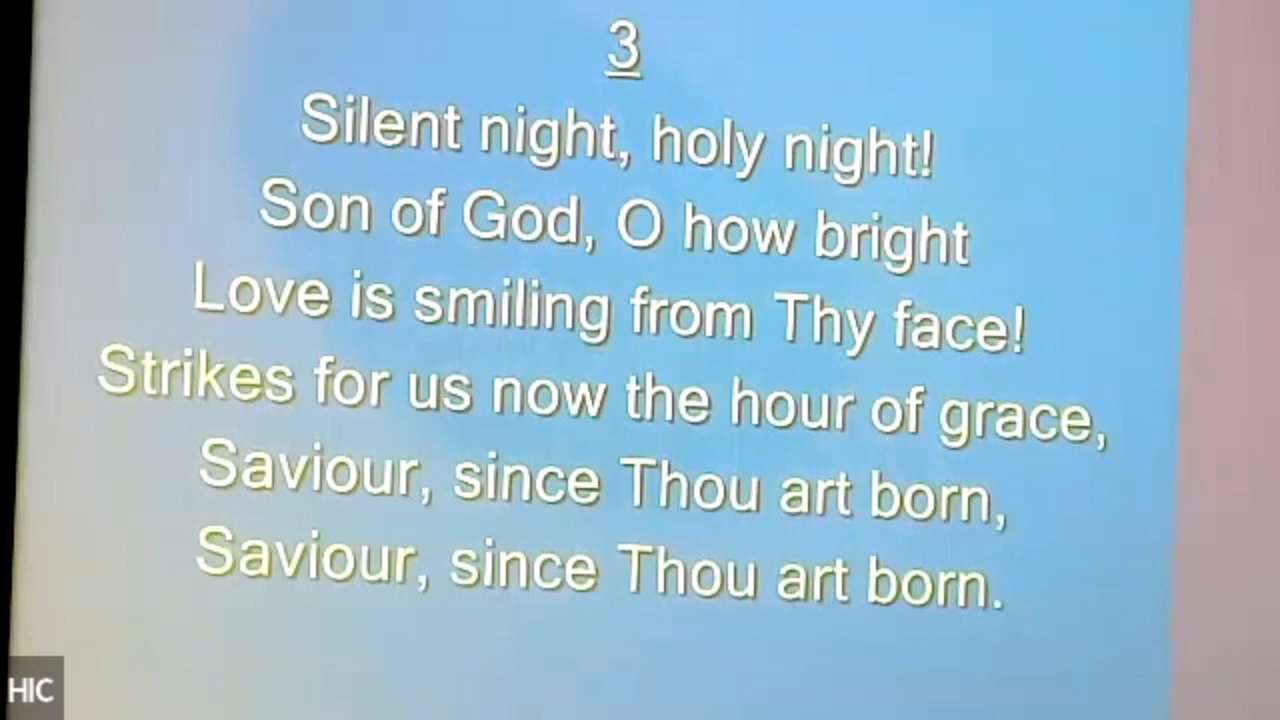 3
Silent night, holy night!
Son of God, O how bright
Love is smiling from Thy face!
Strikes for us now the hour of grace,
Saviour, since Thou art born,
Saviour, since Thou art born.
HIC